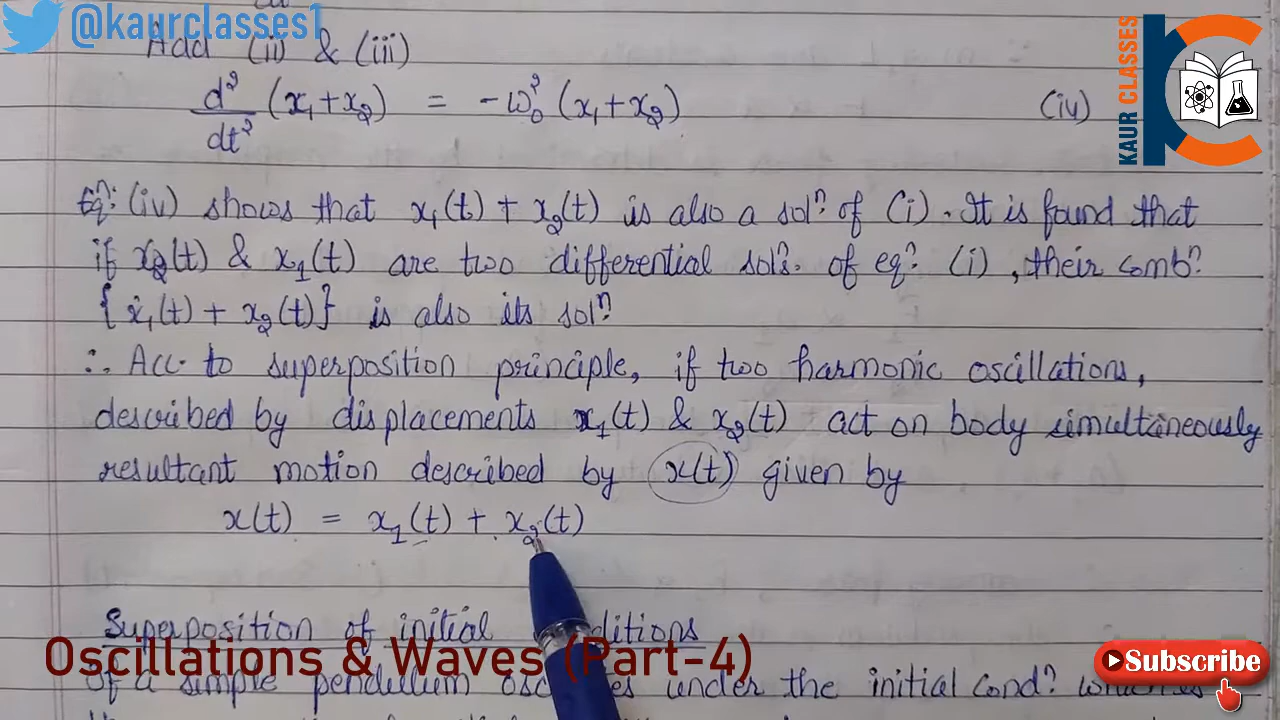 @kaurclasses1
Add (ii) & (iii)
d²/dt² (x₁+x₂) = -ω₀² (x₁+x₂) (iv)
KAUR CLASSES
Eqⁿ: (iv) shows that x₁(t) + x₂(t) is also a solⁿ of (i). It is found that
if x₂(t) & x₁(t) are two differential solⁿs. of eqⁿ (i), their combⁿ
{x₁(t) + x₂(t)} is also its solⁿ
∴ Acc. to superposition principle, if two harmonic oscillations,
described by displacements x₁(t) & x₂(t) act on body simultaneously
resultant motion described by x(t) given by
x(t) = x₁(t) + x₂(t)
Superposition of initial ditions
Oscillations & Waves (Part-4)
Subscribe
of a simple pendulum under the initial condⁿ